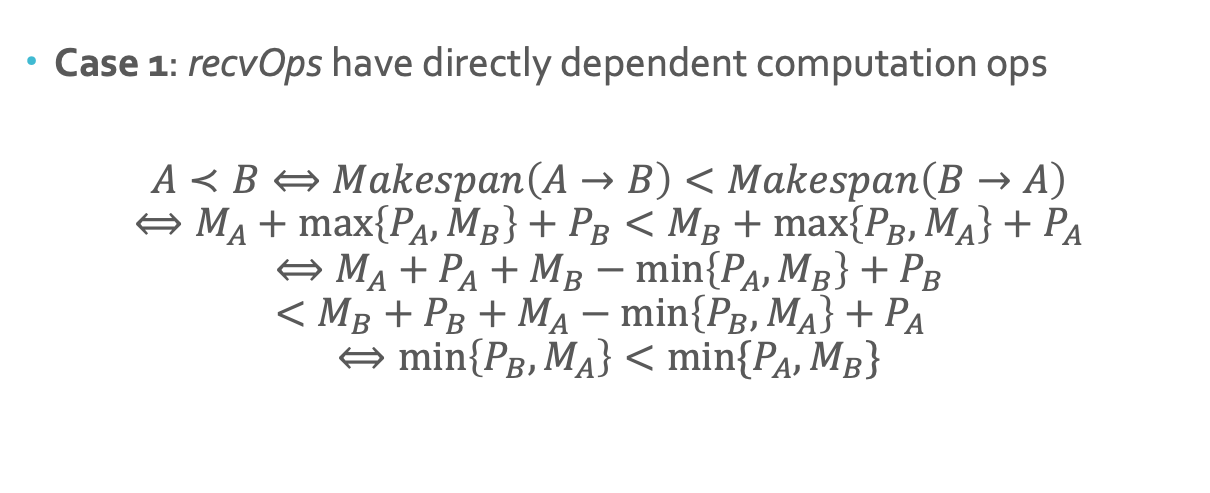 • Case 1: recvOps have directly dependent computation ops
A ≺ B ⟺ Makespan(A → B) < Makespan(B → A)
⟺ M_A + max{P_A, M_B} + P_B < M_B + max{P_B, M_A} + P_A
⟺ M_A + P_A + M_B − min{P_A, M_B} + P_B
< M_B + P_B + M_A − min{P_B, M_A} + P_A
⟺ min{P_B, M_A} < min{P_A, M_B}